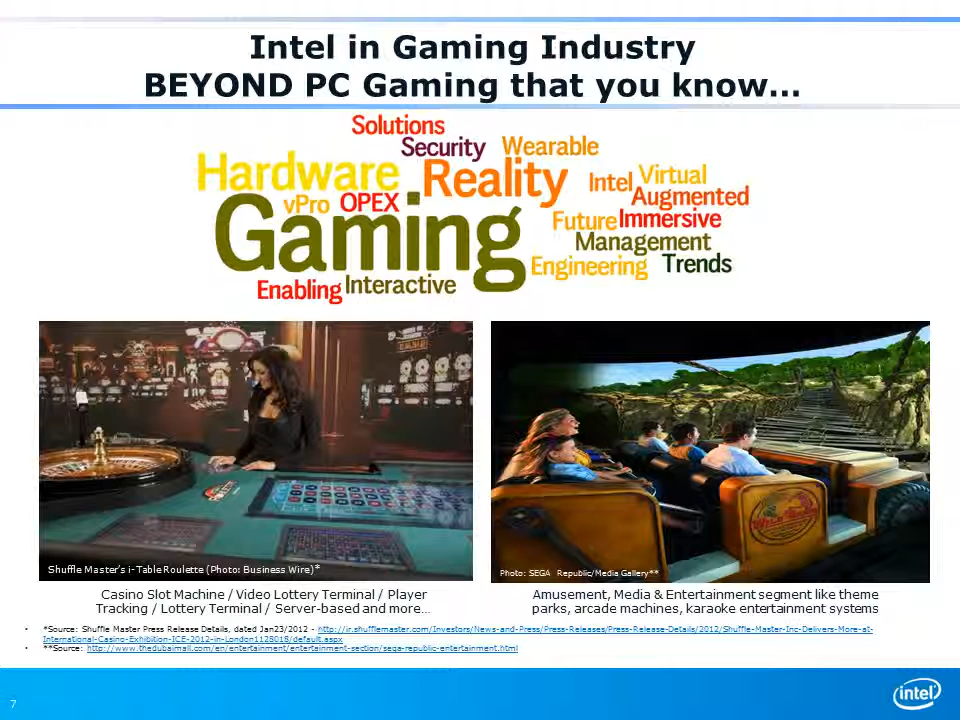 Intel in Gaming Industry
BEYOND PC Gaming that you know...
Solutions
Security
Wearable
Hardware
Reality
Intel
Virtual
Augmented
vPro
OPEX
Gaming
Future
Immersive
Management
Engineering
Trends
Enabling
Interactive
Shuffle Master's i-Table Roulette (Photo: Business Wire)*
Photo: SEGA Republic/Media Gallery**
Casino Slot Machine / Video Lottery Terminal / Player
Tracking / Lottery Terminal / Server-based and more...
Amusement, Media & Entertainment segment like theme
parks, arcade machines, karaoke entertainment systems
• *Source: Shuffle Master Press Release Details, dated Jan23/2012 - http://ir.shufflemaster.com/Investors/News-and-Press/Press-Releases/Press-Release-Details/2012/Shuffle-Master-Inc-Delivers-More-at-
International-Casino-Exhibition-ICE-2012-in-London1128018/default.aspx
• **Source: http://www.thedubaimall.com/en/entertainment/entertainment-section/sega-republic-entertainment.html
7
intel